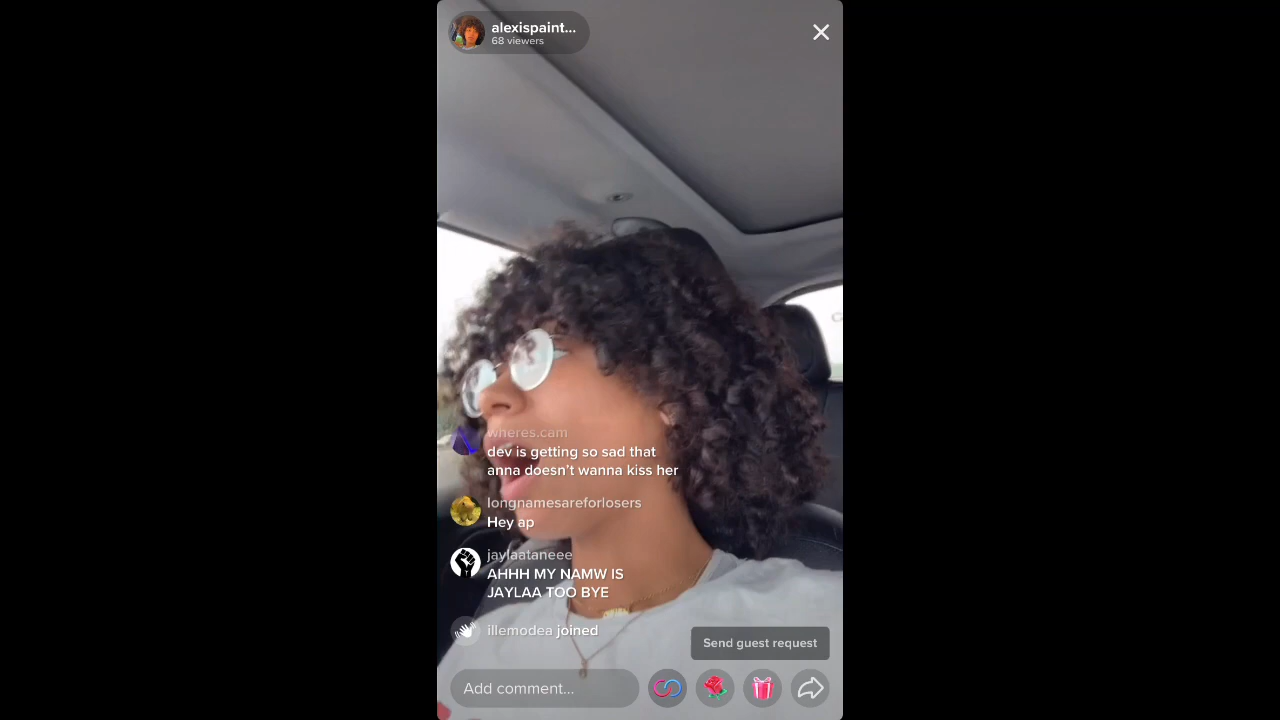 alexispaint...
68 viewers
wheres.cam
dev is getting so sad that
anna doesn't wanna kiss her
longnamesareforlosers
Hey ap
jaylaataneee
AHHH MY NAMW IS
JAYLAA TOO BYE
illemodea joined
Send guest request
Add comment...